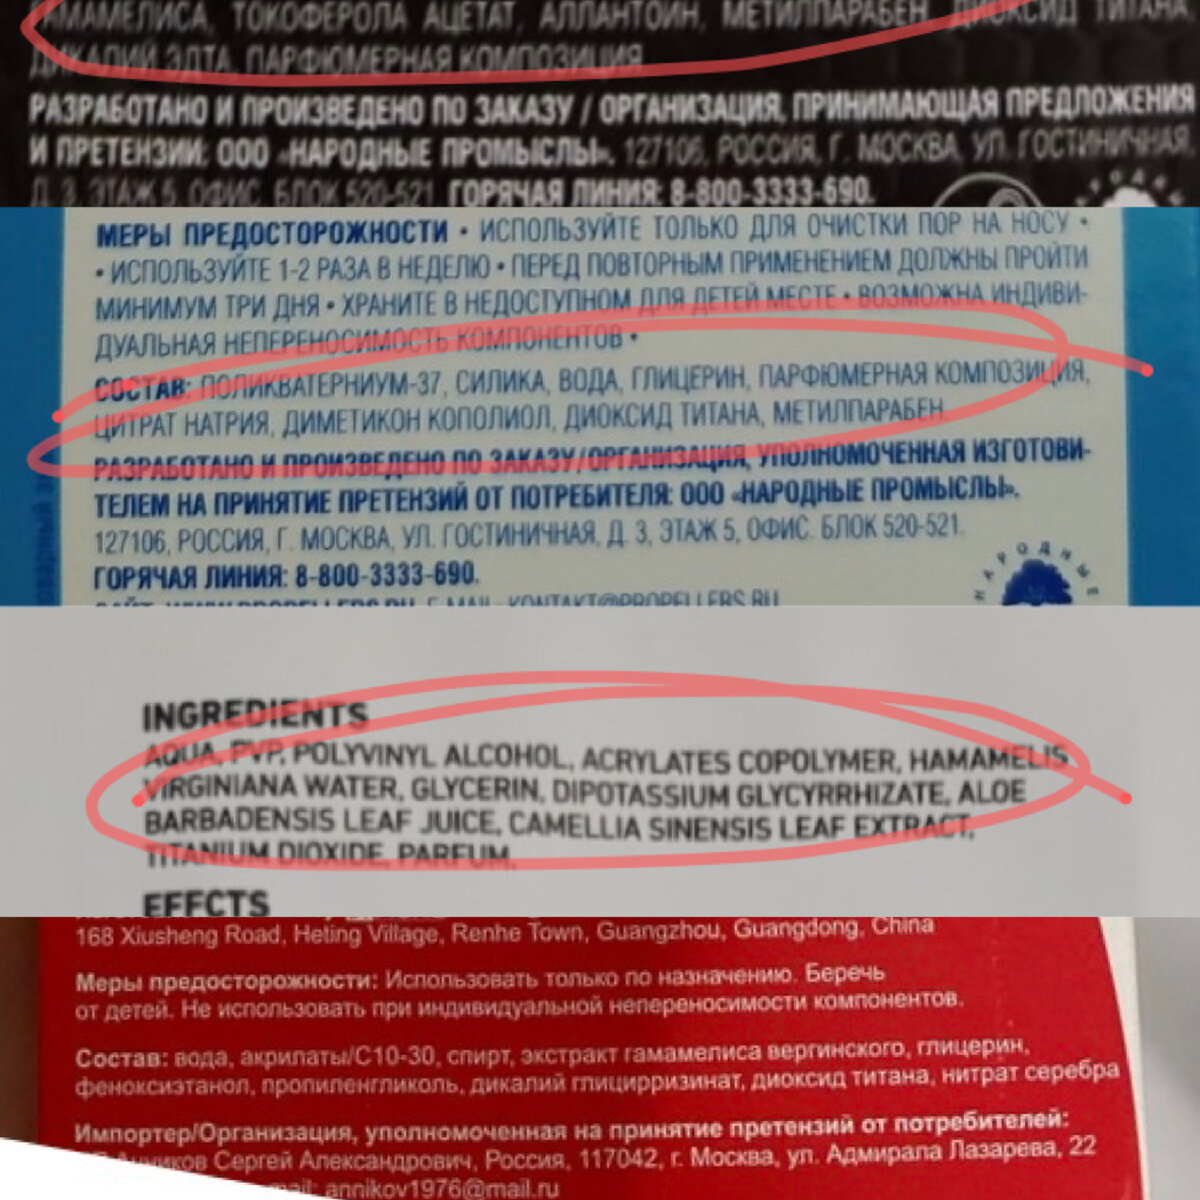 ТОКОФЕРОЛА АЦЕТАТ, АЛЛАНТОИН, МЕТИЛПАРАБЕН, ДИОКСИД ТИТАНА,
ДИКАЛИЙ ЭДТА, ПАРФЮМЕРНАЯ КОМПОЗИЦИЯ
РАЗРАБОТАНО И ПРОИЗВЕДЕНО ПО ЗАКАЗУ / ОРГАНИЗАЦИЯ, ПРИНИМАЮЩАЯ ПРЕДЛОЖЕНИЯ
И ПРЕТЕНЗИИ: ООО «НАРОДНЫЕ ПРОМЫСЛЫ», 127106, РОССИЯ, Г. МОСКВА, УЛ. ГОСТИНИЧНАЯ,
Д. 3, ЭТАЖ 5, ОФИС. БЛОК 520-521. ГОРЯЧАЯ ЛИНИЯ: 8-800-3333-690.
МЕРЫ ПРЕДОСТОРОЖНОСТИ • ИСПОЛЬЗУЙТЕ ТОЛЬКО ДЛЯ ОЧИСТКИ ПОР НА НОСУ •
• ИСПОЛЬЗУЙТЕ 1-2 РАЗА В НЕДЕЛЮ • ПЕРЕД ПОВТОРНЫМ ПРИМЕНЕНИЕМ ДОЛЖНЫ ПРОЙТИ
МИНИМУМ ТРИ ДНЯ • ХРАНИТЕ В НЕДОСТУПНОМ ДЛЯ ДЕТЕЙ МЕСТЕ • ВОЗМОЖНА ИНДИВИ-
ДУАЛЬНАЯ НЕПЕРЕНОСИМОСТЬ КОМПОНЕНТОВ •
СОСТАВ: ПОЛИКВАТЕРНИУМ-37, СИЛИКА, ВОДА, ГЛИЦЕРИН, ПАРФЮМЕРНАЯ КОМПОЗИЦИЯ,
ЦИТРАТ НАТРИЯ, ДИМЕТИКОН КОПОЛИОЛ, ДИОКСИД ТИТАНА, МЕТИЛПАРАБЕН.
РАЗРАБОТАНО И ПРОИЗВЕДЕНО ПО ЗАКАЗУ/ОРГАНИЗАЦИЯ, УПОЛНОМОЧЕННАЯ ИЗГОТОВИ-
ТЕЛЕМ НА ПРИНЯТИЕ ПРЕТЕНЗИЙ ОТ ПОТРЕБИТЕЛЯ: ООО «НАРОДНЫЕ ПРОМЫСЛЫ».
127106, РОССИЯ, Г. МОСКВА, УЛ. ГОСТИНИЧНАЯ, Д. 3, ЭТАЖ 5, ОФИС. БЛОК 520-521.
ГОРЯЧАЯ ЛИНИЯ: 8-800-3333-690.
САЙТ: WWW.PROPELLERS.RU E-MAIL: KONTAKT@PROPELLERS.RU
НАРОДНЫЕ
INGREDIENTS
AQUA, PVP, POLYVINYL ALCOHOL, ACRYLATES COPOLYMER, HAMAMELIS
VIRGINIANA WATER, GLYCERIN, DIPOTASSIUM GLYCYRRHIZATE, ALOE
BARBADENSIS LEAF JUICE, CAMELLIA SINENSIS LEAF EXTRACT,
TITANIUM DIOXIDE, PARFUM.
EFFCTS
168 Xiusheng Road, Heting Village, Renhe Town, Guangzhou, Guangdong, China
Меры предосторожности: Использовать только по назначению. Беречь
от детей. Не использовать при индивидуальной непереносимости компонентов.
Состав: вода, акрилаты/С10-30, спирт, экстракт гамамелиса вергинского, глицерин,
феноксиэтанол, пропиленгликоль, дикалий глицирризинат, диоксид титана, нитрат серебра
Импортер/Организация, уполномоченная на принятие претензий от потребителей:
Анников Сергей Александрович, Россия, 117042, г. Москва, ул. Адмирала Лазарева, 22
annikov1976@mail.ru